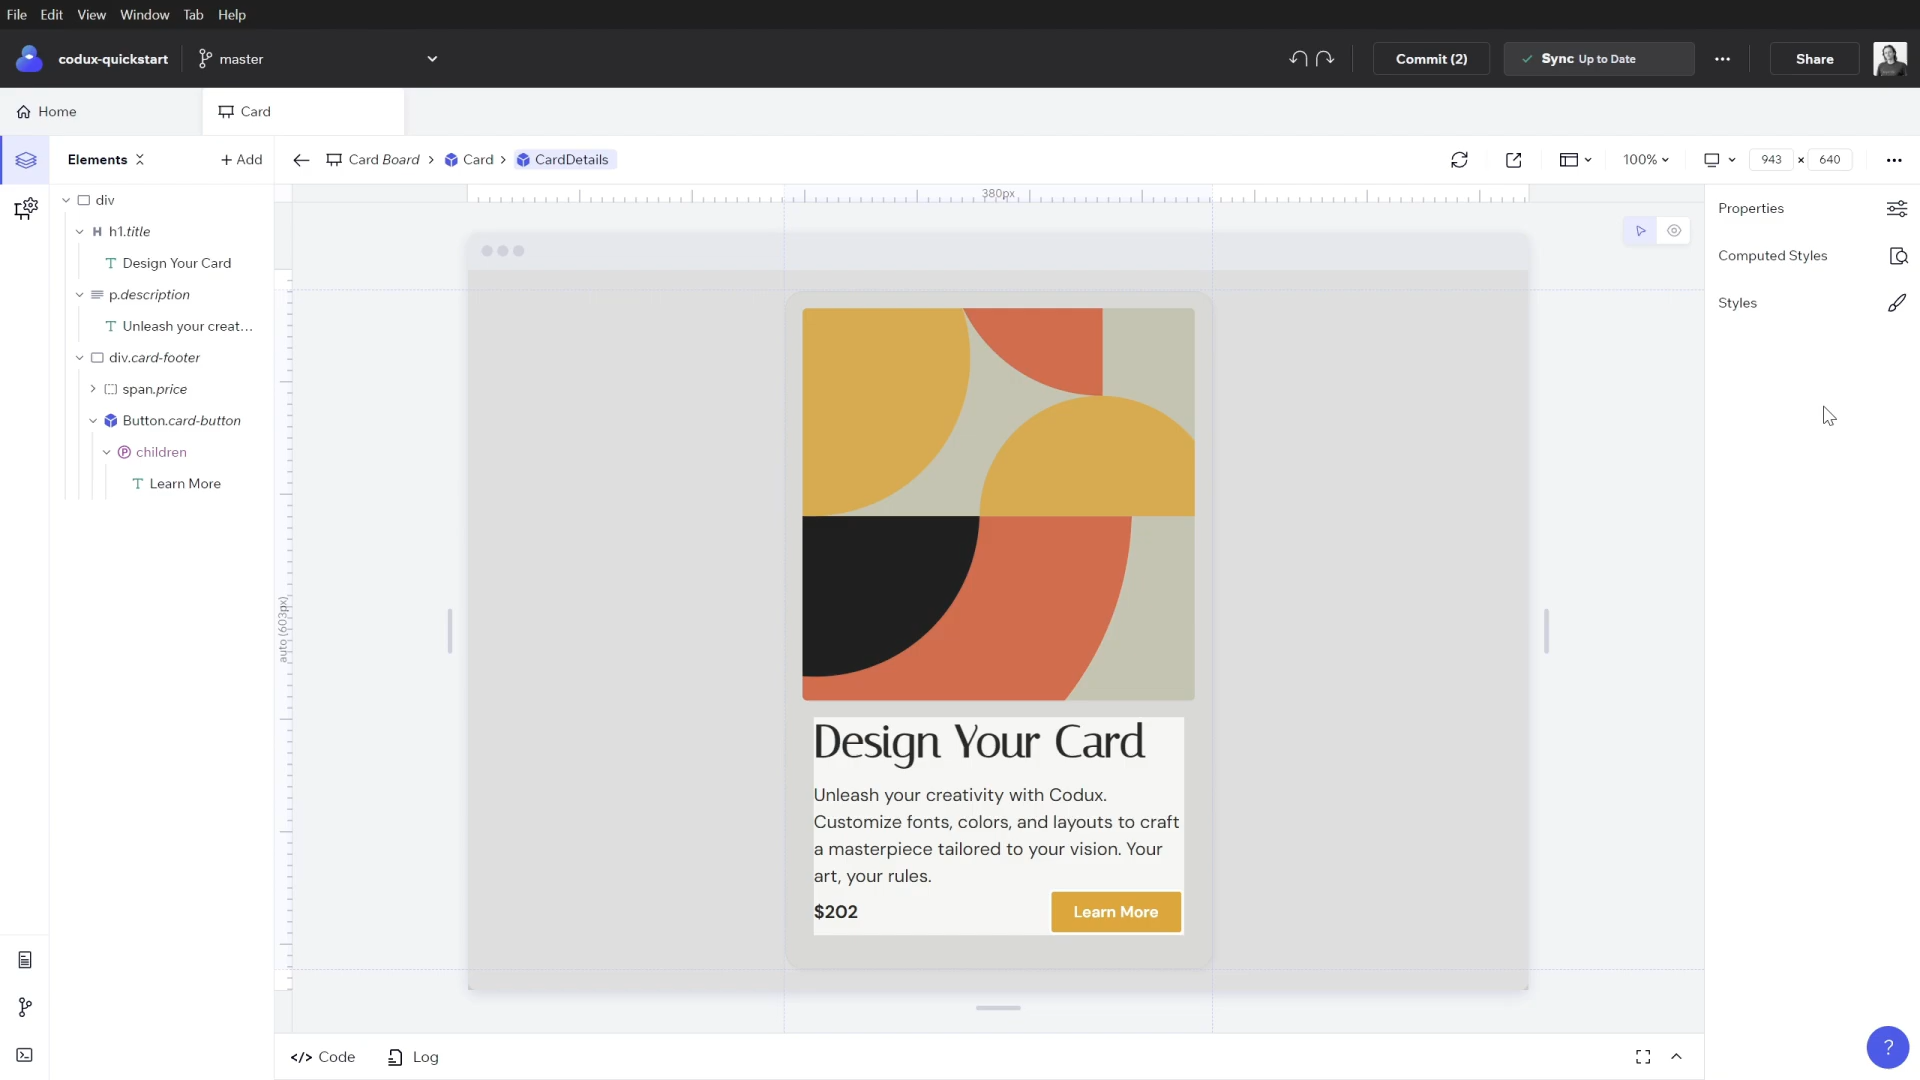 File Edit View Window Tab Help
codux-quickstart master Commit (2) Sync Up to Date Share
Home Card
Elements + Add Card Board Card CardDetails 100% 943 × 640
div
h1.title
Design Your Card
p.description
Unleash your creat...
div.card-footer
span.price
Button.card-button
children
Learn More
380px
auto (603px)
Design Your Card
Unleash your creativity with Codux.
Customize fonts, colors, and layouts to craft
a masterpiece tailored to your vision. Your
art, your rules.
$202 Learn More
Properties
Computed Styles
Styles
</> Code Log
?